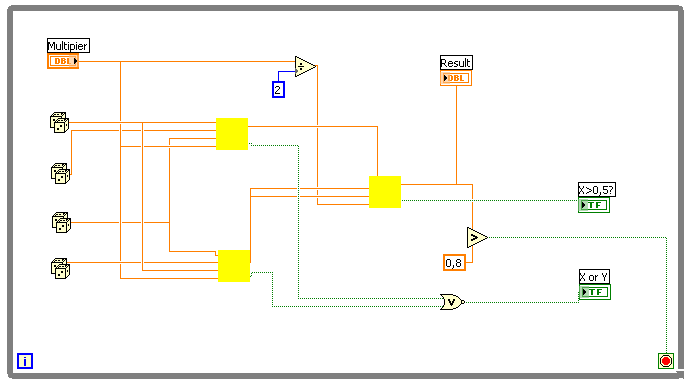 Multipier
DBL
2
Result
DBL
X>0,5?
TF
>
0,8
X or Y
V
TF
i